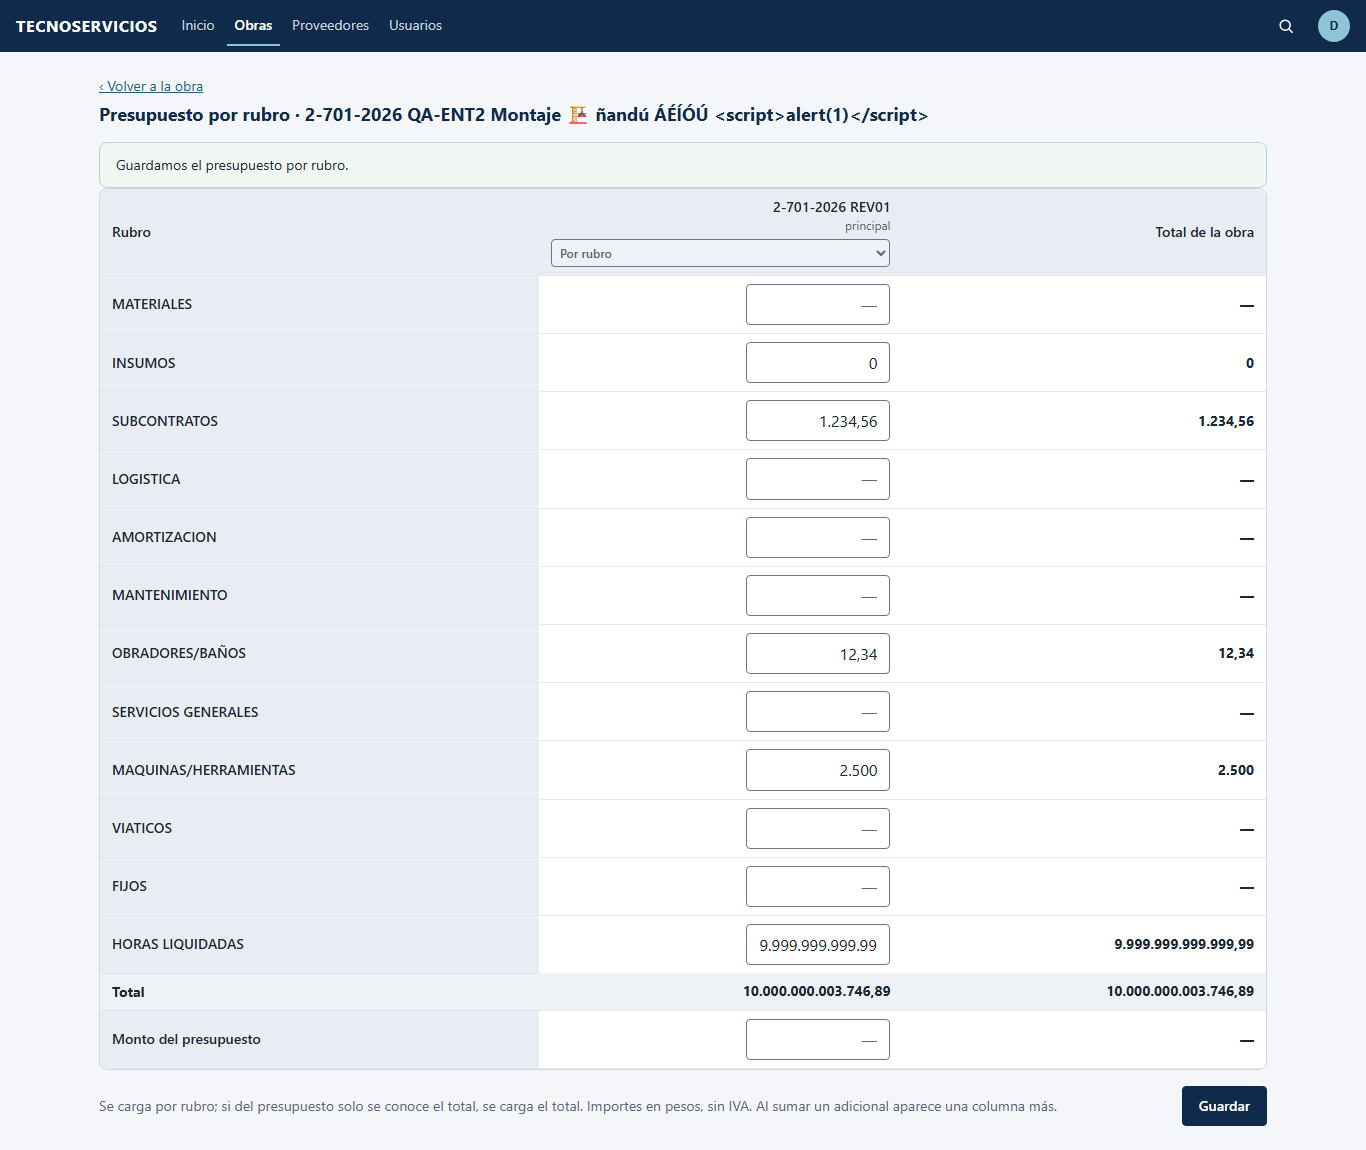 TECNOSERVICIOS Inicio Obras Proveedores Usuarios D
‹ Volver a la obra
Presupuesto por rubro · 2-701-2026 QA-ENT2 Montaje 🏗️ ñandú ÁÉÍÓÚ <script>alert(1)</script>
Guardamos el presupuesto por rubro.
Rubro
2-701-2026 REV01
principal
Por rubro
Total de la obra
MATERIALES — —
INSUMOS 0 0
SUBCONTRATOS 1.234,56 1.234,56
LOGISTICA — —
AMORTIZACION — —
MANTENIMIENTO — —
OBRADORES/BAÑOS 12,34 12,34
SERVICIOS GENERALES — —
MAQUINAS/HERRAMIENTAS 2.500 2.500
VIATICOS — —
FIJOS — —
HORAS LIQUIDADAS 9.999.999.999.99 9.999.999.999.999,99
Total 10.000.000.003.746,89 10.000.000.003.746,89
Monto del presupuesto — —
Se carga por rubro; si del presupuesto solo se conoce el total, se carga el total. Importes en pesos, sin IVA. Al sumar un adicional aparece una columna más.
Guardar